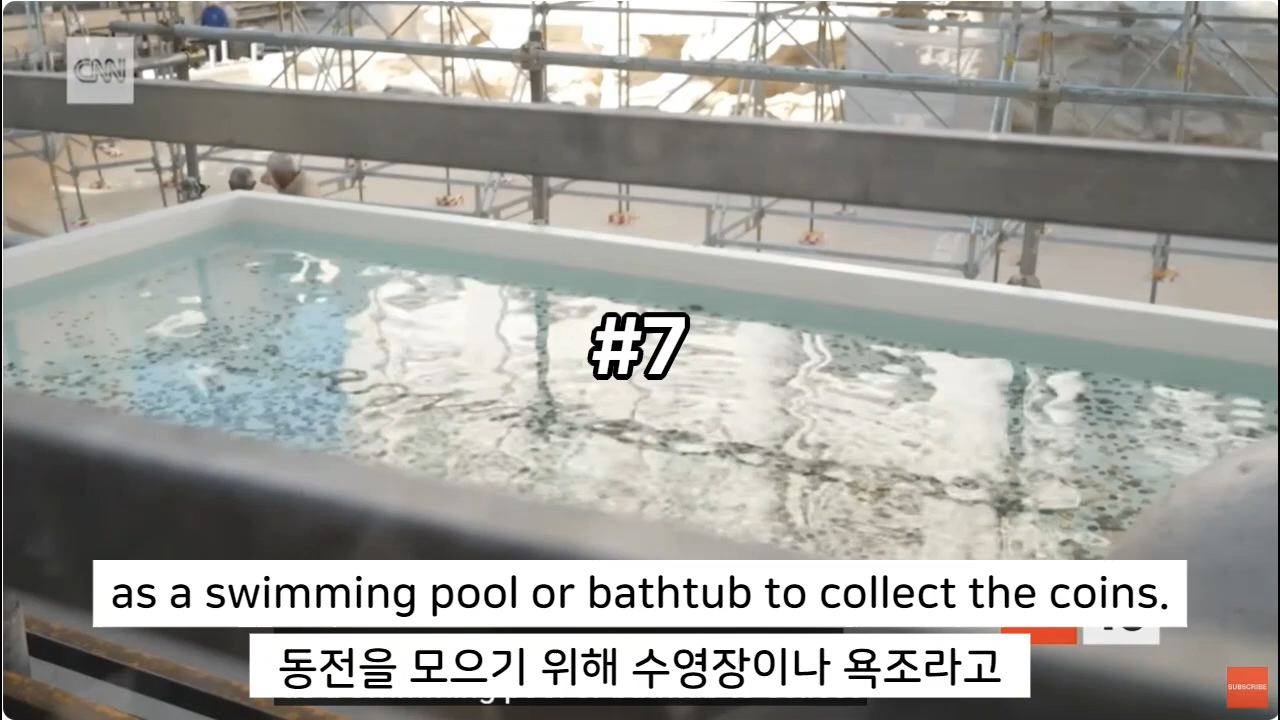 CNN
#7
as a swimming pool or bathtub to collect the coins.
동전을 모으기 위해 수영장이나 욕조라고
SUBSCRIBE